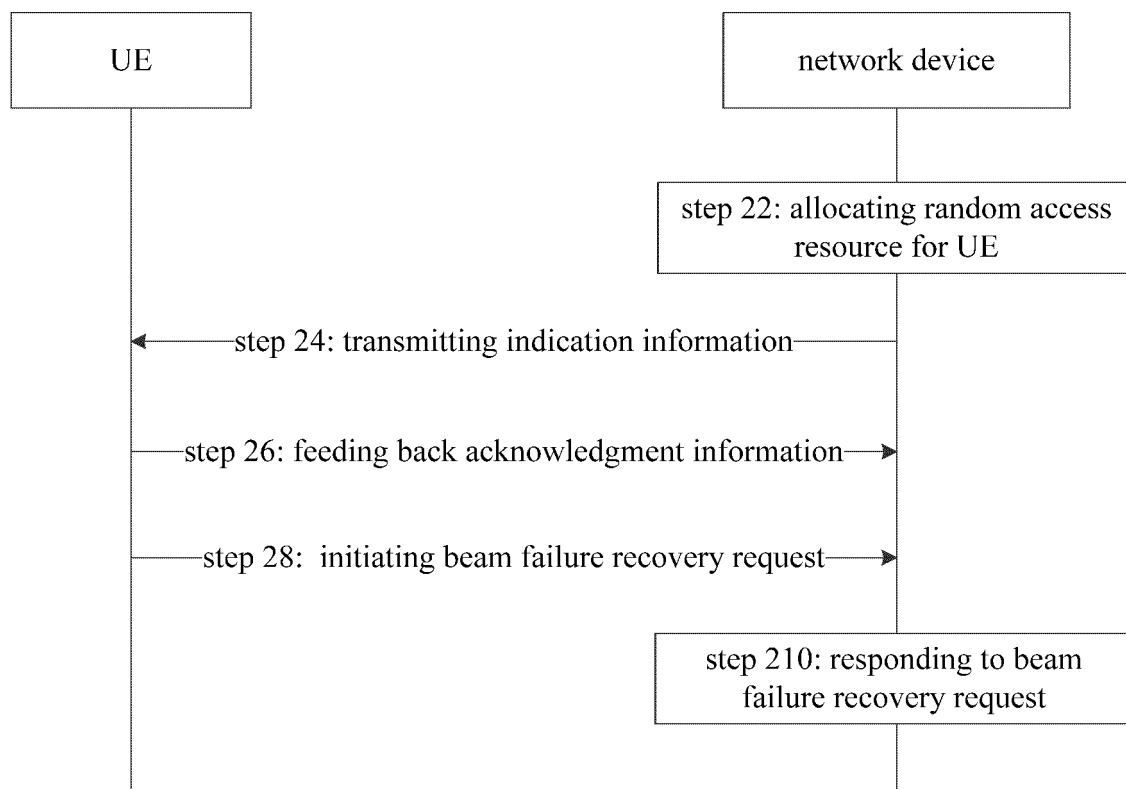 UE
network device
step 22: allocating random access
resource for UE
step 24: transmitting indication information
step 26: feeding back acknowledgment information
step 28: initiating beam failure recovery request
step 210: responding to beam
failure recovery request